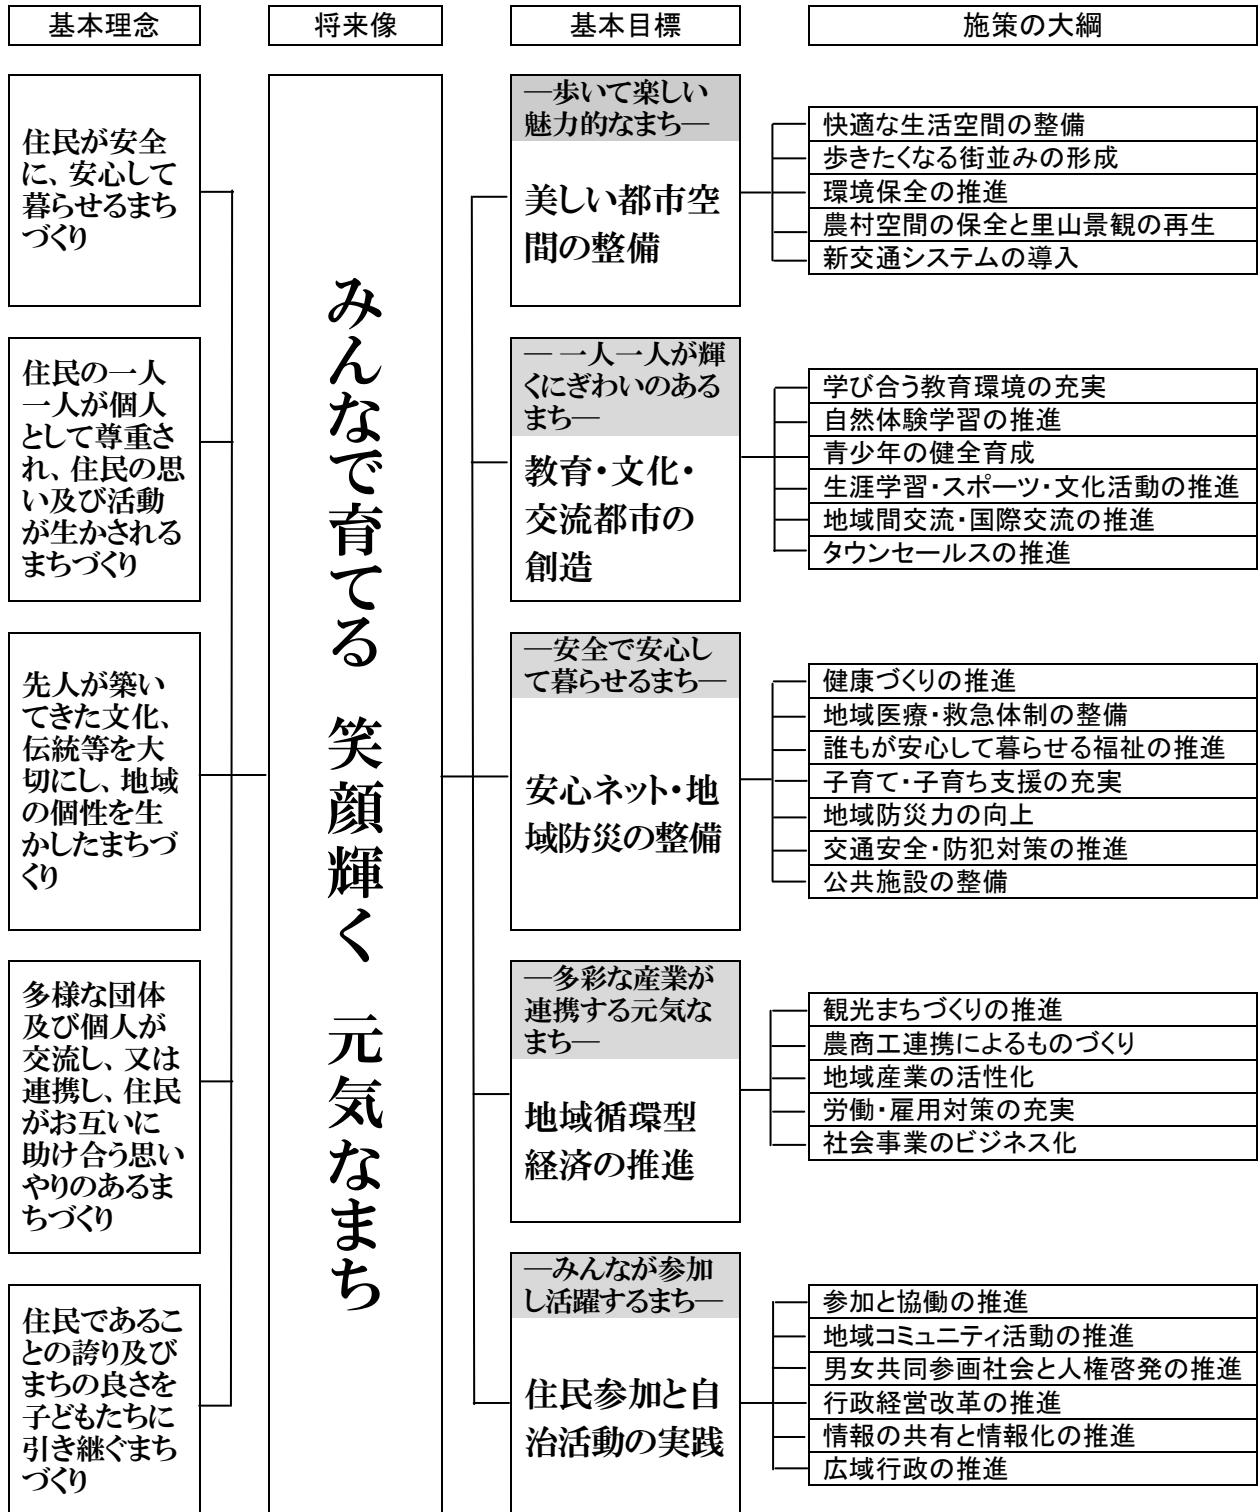 基本理念
将来像
基本目標
施策の大綱
住民が安全
に、安心して
暮らせるまち
づくり
住民の一人
一人が個人
として尊重さ
れ、住民の思
い及び活動
が生かされる
まちづくり
先人が築い
てきた文化、
伝統等を大
切にし、地域
の個性を生
かしたまちづ
くり
多様な団体
及び個人が
交流し、又は
連携し、住民
がお互いに
助け合う思い
やりのあるま
ちづくり
住民であるこ
との誇り及び
まちの良さを
子どもたちに
引き継ぐまち
づくり
みんなで育てる 笑顔輝く 元気なまち
―歩いて楽しい
魅力的なまち―
美しい都市空
間の整備
快適な生活空間の整備
歩きたくなる街並みの形成
環境保全の推進
農村空間の保全と里山景観の再生
新交通システムの導入
― 一人一人が輝
くにぎわいのある
まち―
教育・文化・
交流都市の
創造
学び合う教育環境の充実
自然体験学習の推進
青少年の健全育成
生涯学習・スポーツ・文化活動の推進
地域間交流・国際交流の推進
タウンセールスの推進
―安全で安心し
て暮らせるまち―
安心ネット・地
域防災の整備
健康づくりの推進
地域医療・救急体制の整備
誰もが安心して暮らせる福祉の推進
子育て・子育ち支援の充実
地域防災力の向上
交通安全・防犯対策の推進
公共施設の整備
―多彩な産業が
連携する元気な
まち―
地域循環型
経済の推進
観光まちづくりの推進
農商工連携によるものづくり
地域産業の活性化
労働・雇用対策の充実
社会事業のビジネス化
―みんなが参加
し活躍するまち―
住民参加と自
治活動の実践
参加と協働の推進
地域コミュニティ活動の推進
男女共同参画社会と人権啓発の推進
行政経営改革の推進
情報の共有と情報化の推進
広域行政の推進